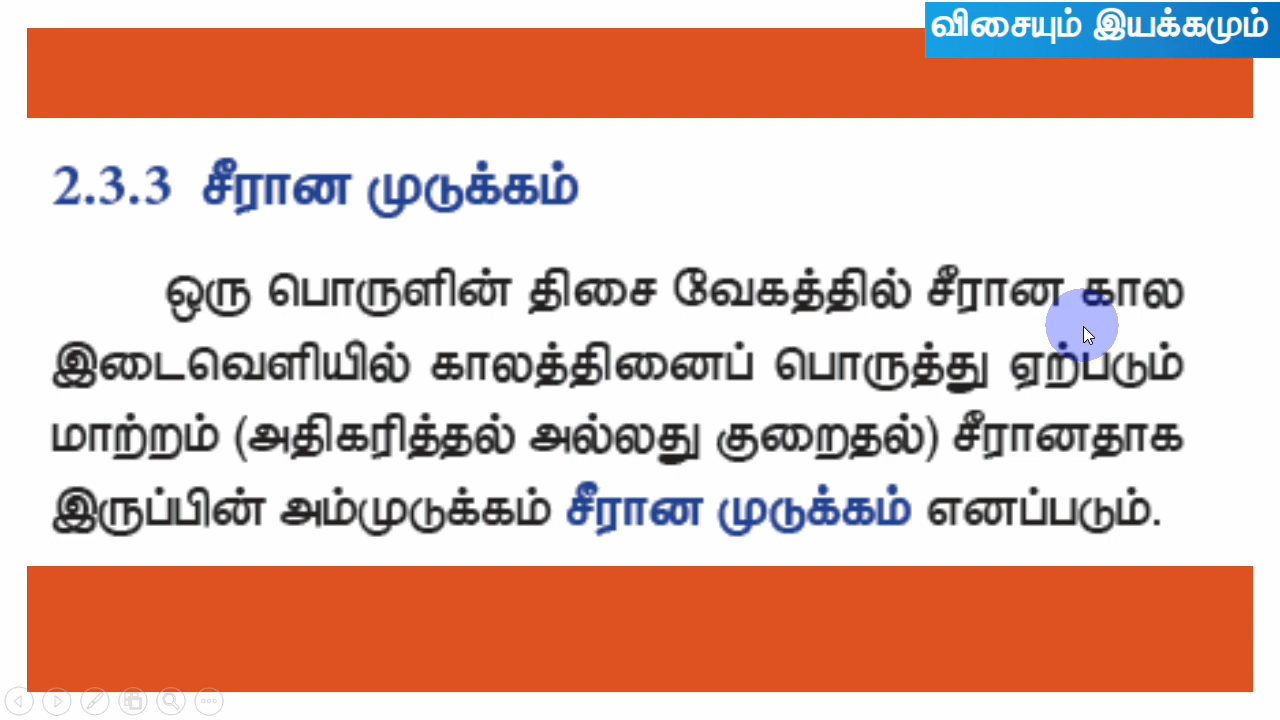 விசையும் இயக்கமும்
2.3.3 சீரான முடுக்கம்
ஒரு பொருளின் திசை வேகத்தில் சீரான கால
இடைவெளியில் காலத்தினைப் பொருத்து ஏற்படும்
மாற்றம் (அதிகரித்தல் அல்லது குறைதல்) சீரானதாக
இருப்பின் அம்முடுக்கம் சீரான முடுக்கம் எனப்படும்.